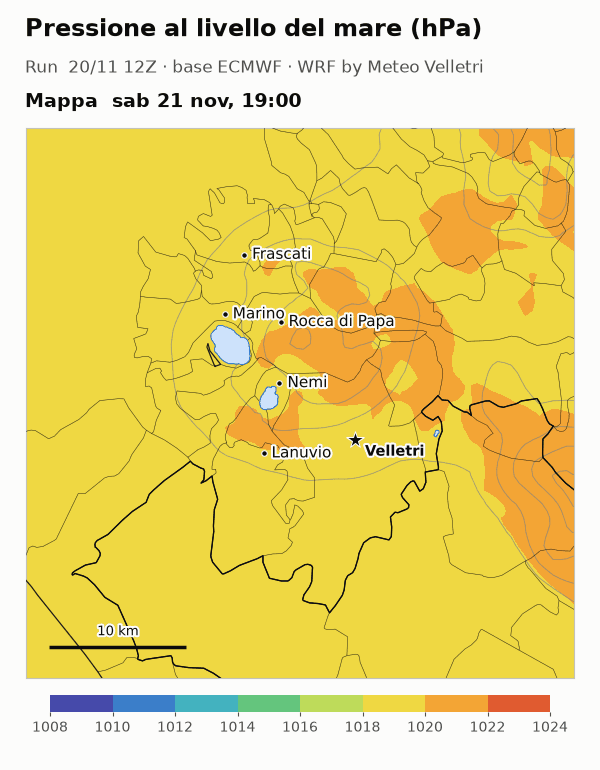 Pressione al livello del mare (hPa)
Run 20/11 12Z · base ECMWF · WRF by Meteo Velletri
Mappa sab 21 nov, 19:00
Frascati
Marino
Rocca di Papa
Nemi
Velletri
Lanuvio
10 km
1008 1010 1012 1014 1016 1018 1020 1022 1024